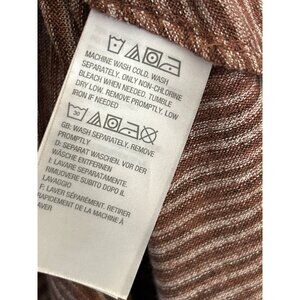 MACHINE WASH COLD. WASH
SEPARATELY. ONLY NON-CHLORINE
BLEACH WHEN NEEDED. TUMBLE
DRY LOW. REMOVE PROMPTLY. LOW
IRON IF NEEDED
30
GB: WASH SEPARATELY. REMOVE
PROMPTLY
D: SEPARAT WASCHEN. VOR DER
WÄSCHE ENTFERNEN
I: LAVARE SEPARATAMENTE.
RIMUOVERE SUBITO DOPO IL
LAVAGGIO
F: LAVER SÉPARÉMENT. RETIRER
RAPIDEMENT DE LA MACHINE À
AVER